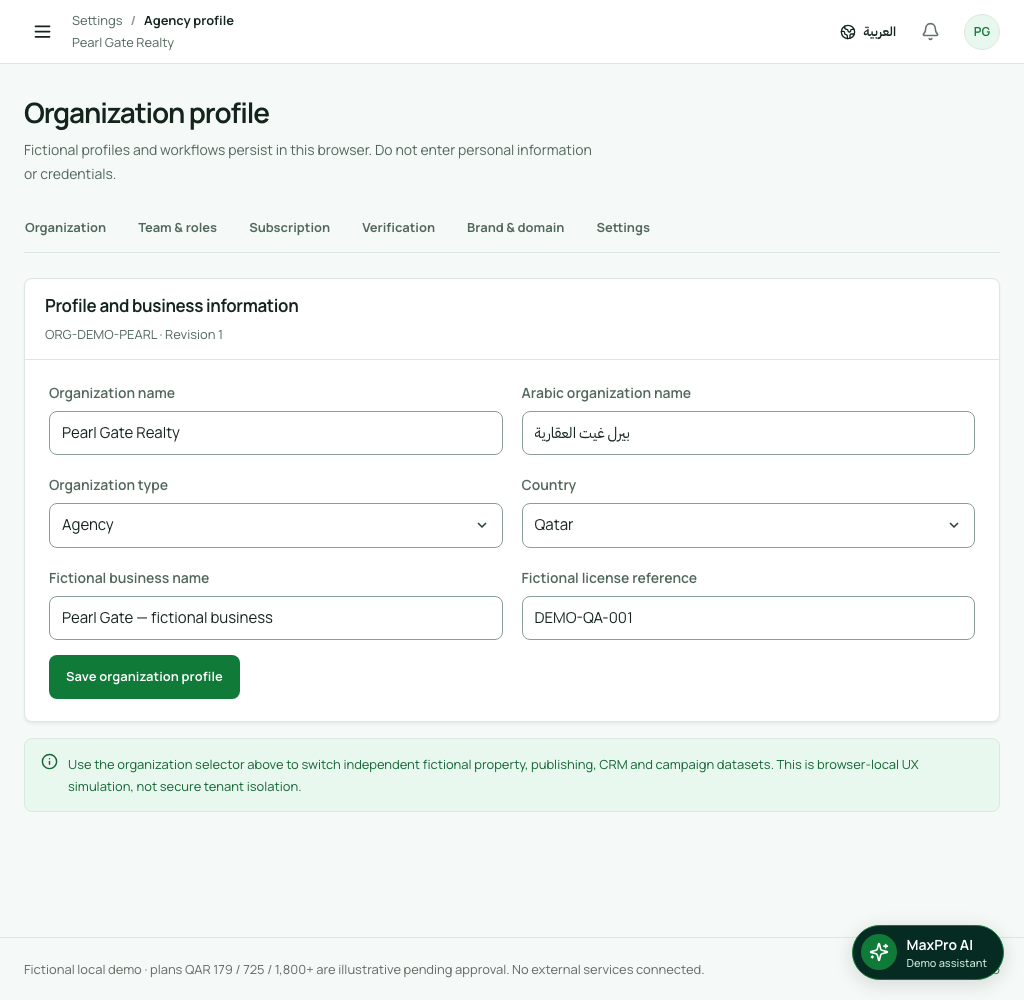 Settings / Agency profile
Pearl Gate Realty
العربية
PG
Organization profile
Fictional profiles and workflows persist in this browser. Do not enter personal information
or credentials.
Organization
Team & roles
Subscription
Verification
Brand & domain
Settings
Profile and business information
ORG-DEMO-PEARL · Revision 1
Organization name
Arabic organization name
Pearl Gate Realty
بيرل غيت العقارية
Organization type
Country
Agency
Qatar
Fictional business name
Fictional license reference
Pearl Gate — fictional business
DEMO-QA-001
Save organization profile
Use the organization selector above to switch independent fictional property, publishing, CRM and campaign datasets. This is browser-local UX
simulation, not secure tenant isolation.
MaxPro AI
Demo assistant
Fictional local demo · plans QAR 179 / 725 / 1,800+ are illustrative pending approval. No external services connected.